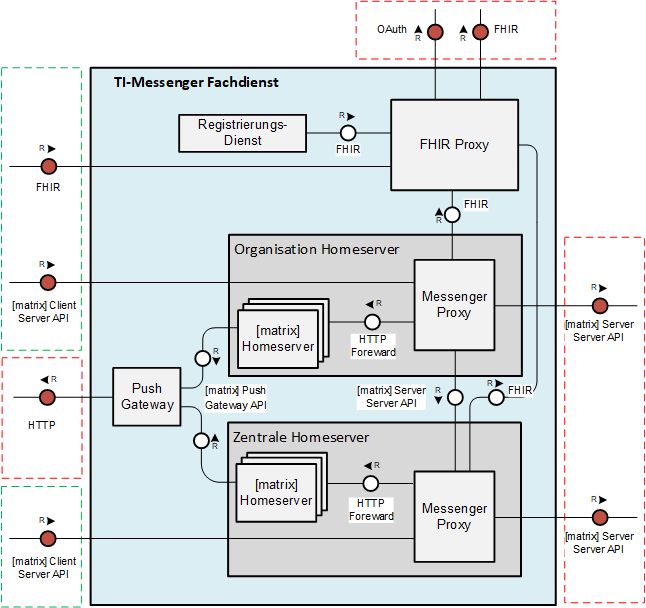 OAuth
R
R
FHIR
TI-Messenger Fachdienst
Registrierungs-
Dienst
R
FHIR
FHIR Proxy
R
FHIR
FHIR
R
Organisation Homeserver
R
[matrix] Client
Server API
Messenger
Proxy
R
HTTP
Foreward
[matrix]
Homeserver
R
[matrix] Server
Server API
R
[matrix] Push
Gateway API
R
HTTP
Push
Gateway
[matrix] Server
Server API
R
R
FHIR
R
Zentrale Homeserver
[matrix]
Homeserver
R
HTTP
Foreward
Messenger
Proxy
R
[matrix] Client
Server API
R
[matrix] Server
Server API